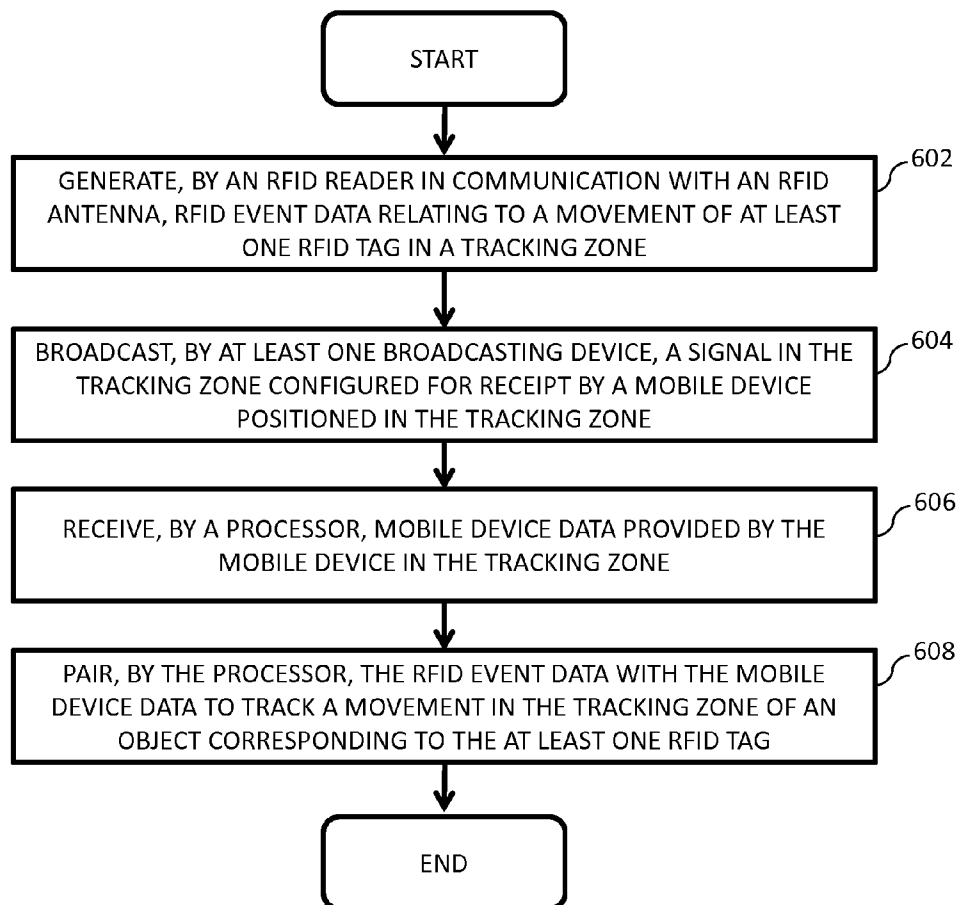 START
602
GENERATE, BY AN RFID READER IN COMMUNICATION WITH AN RFID
ANTENNA, RFID EVENT DATA RELATING TO A MOVEMENT OF AT LEAST
ONE RFID TAG IN A TRACKING ZONE
604
BROADCAST, BY AT LEAST ONE BROADCASTING DEVICE, A SIGNAL IN THE
TRACKING ZONE CONFIGURED FOR RECEIPT BY A MOBILE DEVICE
POSITIONED IN THE TRACKING ZONE
606
RECEIVE, BY A PROCESSOR, MOBILE DEVICE DATA PROVIDED BY THE
MOBILE DEVICE IN THE TRACKING ZONE
608
PAIR, BY THE PROCESSOR, THE RFID EVENT DATA WITH THE MOBILE
DEVICE DATA TO TRACK A MOVEMENT IN THE TRACKING ZONE OF AN
OBJECT CORRESPONDING TO THE AT LEAST ONE RFID TAG
END